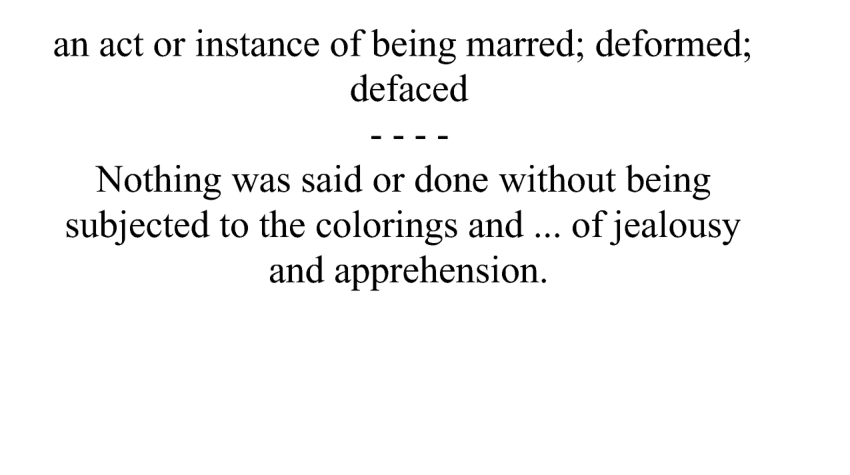 an act or instance of being marred; deformed;
defaced
- - - -
Nothing was said or done without being
subjected to the colorings and ... of jealousy
and apprehension.